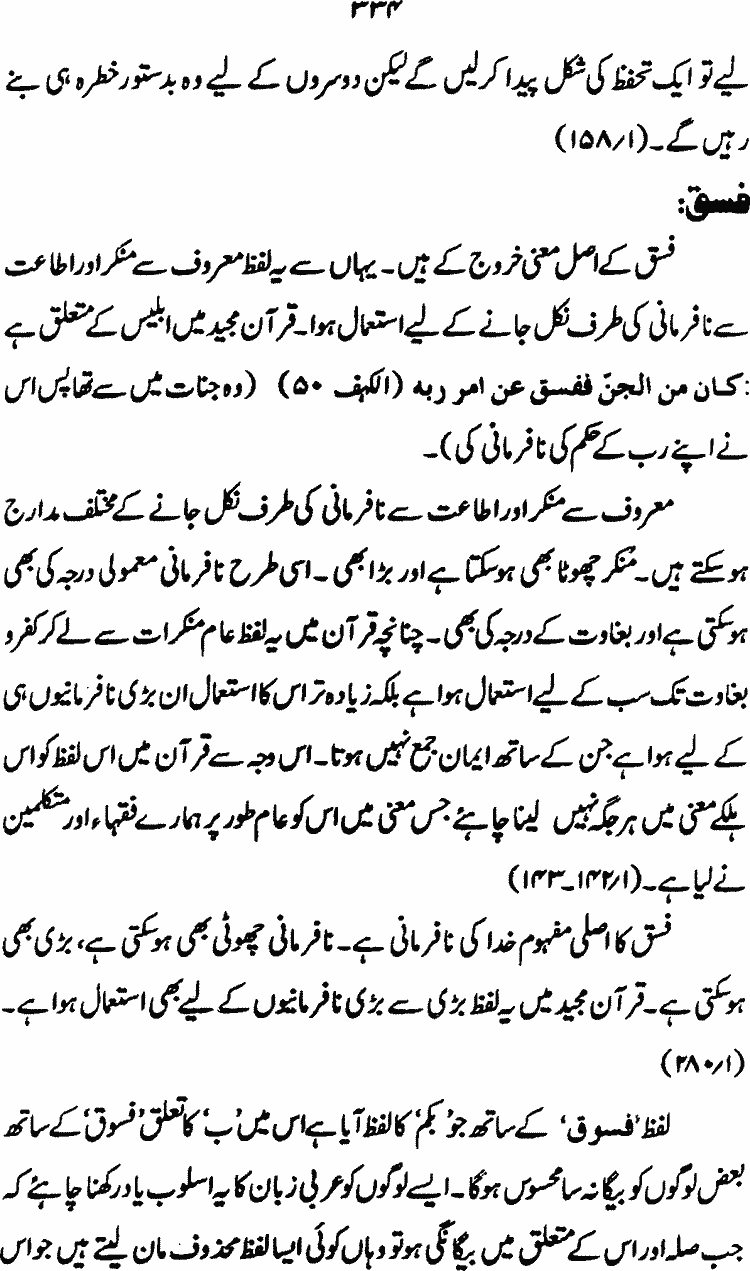 ۳۳۴
لیے تو ایک تحفظ کی شکل پیدا کر لیں گے لیکن دوسروں کے لیے وہ بدستور خطرہ ہی بنے
رہیں گے۔(۱؍۱۵۸)
فسق:
فسق کے اصل معنی خروج کے ہیں۔ یہاں سے یہ لفظ معروف سے منکر اور اطاعت
سے نافرمانی کی طرف نکل جانے کے لیے استعمال ہوا۔ قرآن مجید میں ابلیس کے متعلق ہے
:کان من الجنّ ففسق عن امر ربه (الکہف ۵۰) (وہ جنات میں سے تھا پس اس
نے اپنے رب کے حکم کی نافرمانی کی)۔
معروف سے منکر اور اطاعت سے نافرمانی کی طرف نکل جانے کے مختلف مدارج
ہو سکتے ہیں۔ منکر چھوٹا بھی ہو سکتا ہے اور بڑا بھی۔ اسی طرح نافرمانی معمولی درجہ کی بھی
ہو سکتی ہے اور بغاوت کے درجہ کی بھی۔ چنانچہ قرآن میں یہ لفظ عام منکرات سے لے کر کفر و
بغاوت تک سب کے لیے استعمال ہوا ہے بلکہ زیادہ تر اس کا استعمال ان بڑی نافرمانیوں ہی
کے لیے ہوا ہے جن کے ساتھ ایمان جمع نہیں ہوتا۔ اس وجہ سے قرآن میں اس لفظ کو اس
ہلکے معنی میں ہر جگہ نہیں لینا چاہئے جس معنی میں اس کو عام طور پر ہمارے فقہاء اور متکلمین
نے لیا ہے۔(۱؍۱۴۲۔۱۴۳)
فسق کا اصلی مفہوم خدا کی نافرمانی ہے۔ نافرمانی چھوٹی بھی ہو سکتی ہے، بڑی بھی
ہو سکتی ہے۔ قرآن مجید میں یہ لفظ بڑی سے بڑی نافرمانیوں کے لیے بھی استعمال ہوا ہے۔
(۱؍۲۸۰)
لفظ ’فسوق‘ کے ساتھ جو ’بکم‘ کا لفظ آیا ہے اس میں ’ب‘ کا تعلق ’فسوق‘ کے ساتھ
بعض لوگوں کو بیگانہ سا محسوس ہوگا۔ ایسے لوگوں کو عربی زبان کا یہ اسلوب یاد رکھنا چاہئے کہ
جب صلہ اور اس کے متعلق میں بیگانگی ہو تو وہاں کوئی ایسا لفظ محذوف مان لیتے ہیں جو اس